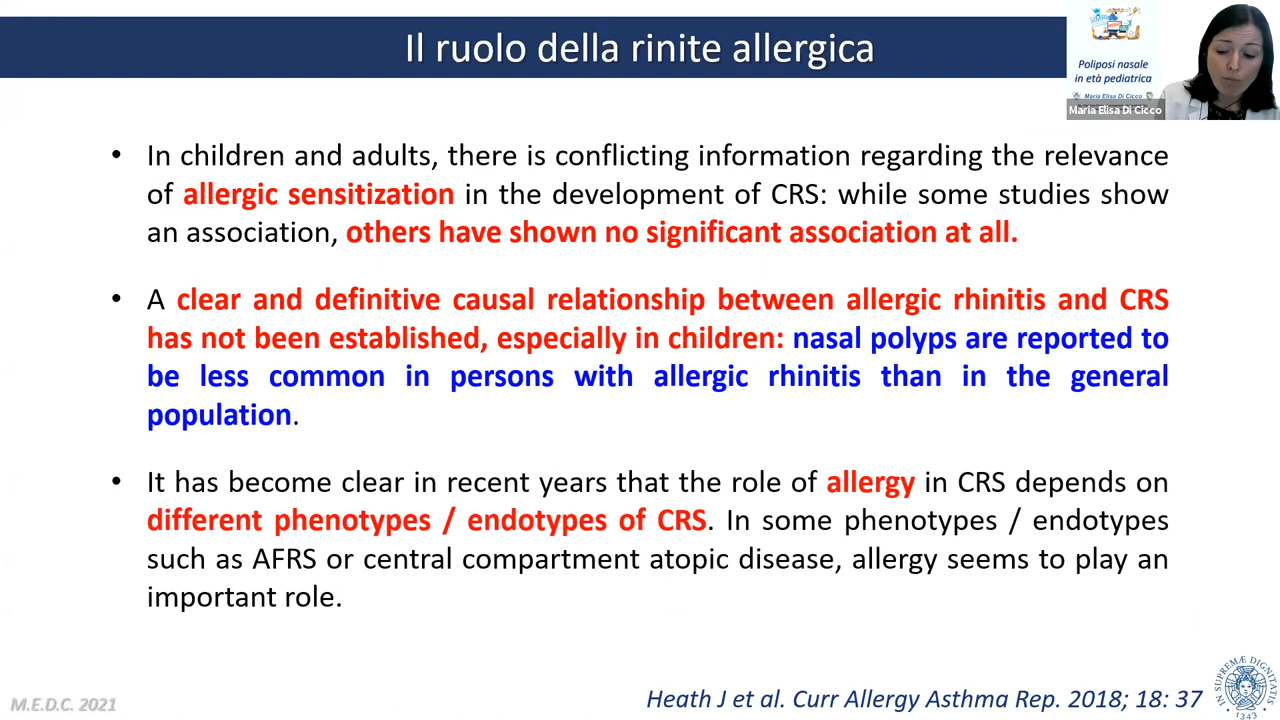 Il ruolo della rinite allergica
Poliposi nasale
in età pediatrica
Maria Elisa Di Cicco
Maria Elisa Di Cicco
• In children and adults, there is conflicting information regarding the relevance
of allergic sensitization in the development of CRS: while some studies show
an association, others have shown no significant association at all.
• A clear and definitive causal relationship between allergic rhinitis and CRS
has not been established, especially in children: nasal polyps are reported to
be less common in persons with allergic rhinitis than in the general
population.
• It has become clear in recent years that the role of allergy in CRS depends on
different phenotypes / endotypes of CRS. In some phenotypes / endotypes
such as AFRS or central compartment atopic disease, allergy seems to play an
important role.
M.E.D.C. 2021
Heath J et al. Curr Allergy Asthma Rep. 2018; 18: 37
IN SUPREMÆ DIGNITATIS
1343